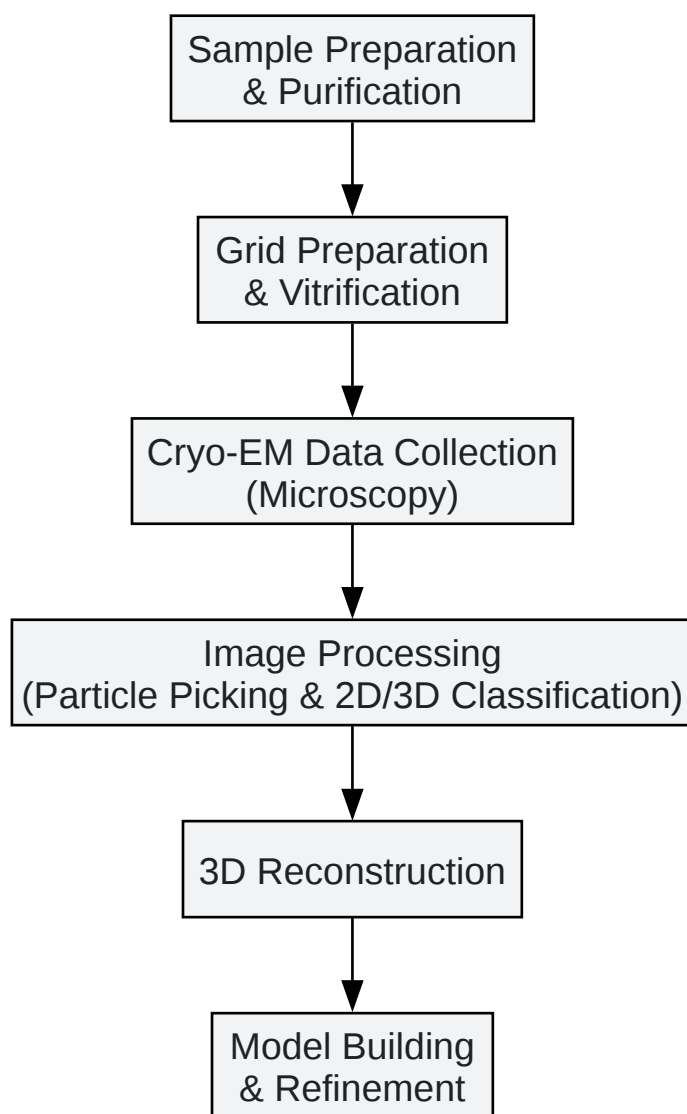 Sample Preparation
& Purification
Grid Preparation
& Vitrification
Cryo-EM Data Collection
(Microscopy)
Image Processing
(Particle Picking & 2D/3D Classification)
3D Reconstruction
Model Building
& Refinement